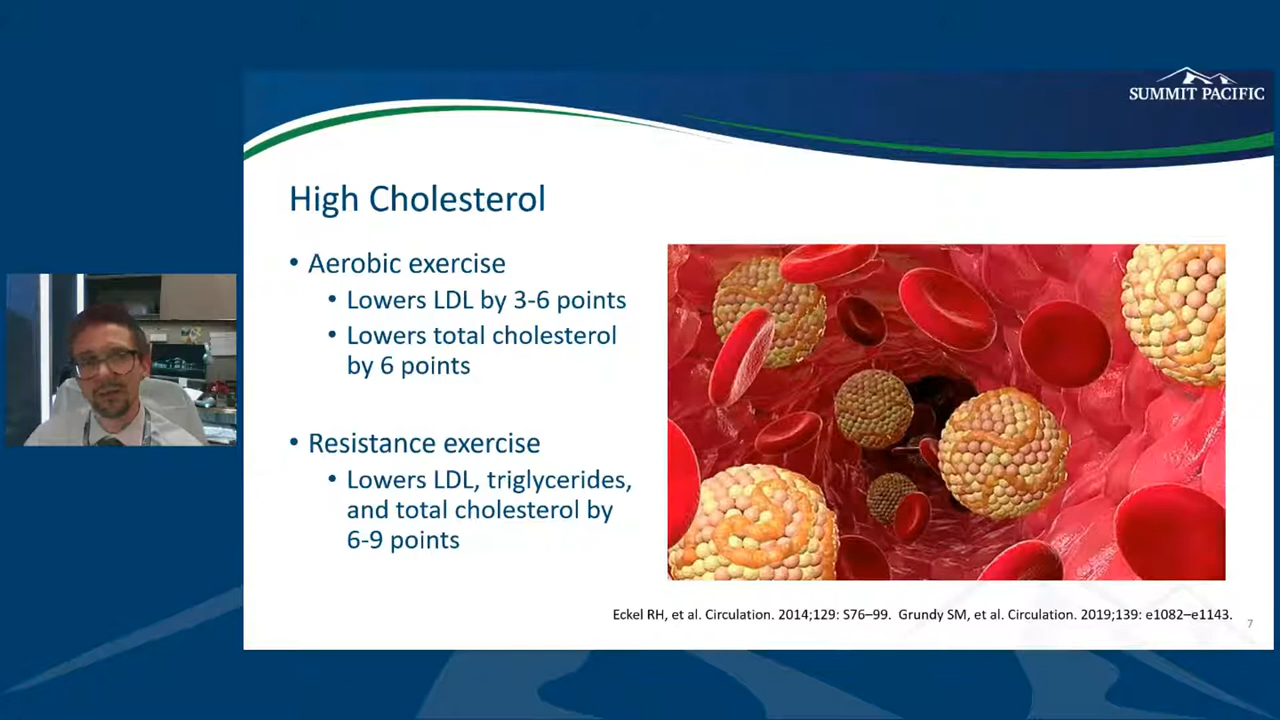 SUMMIT PACIFIC
High Cholesterol
• Aerobic exercise
• Lowers LDL by 3-6 points
• Lowers total cholesterol
by 6 points
• Resistance exercise
• Lowers LDL, triglycerides,
and total cholesterol by
6-9 points
Eckel RH, et al. Circulation. 2014;129: S76–99. Grundy SM, et al. Circulation. 2019;139: e1082–e1143.
7